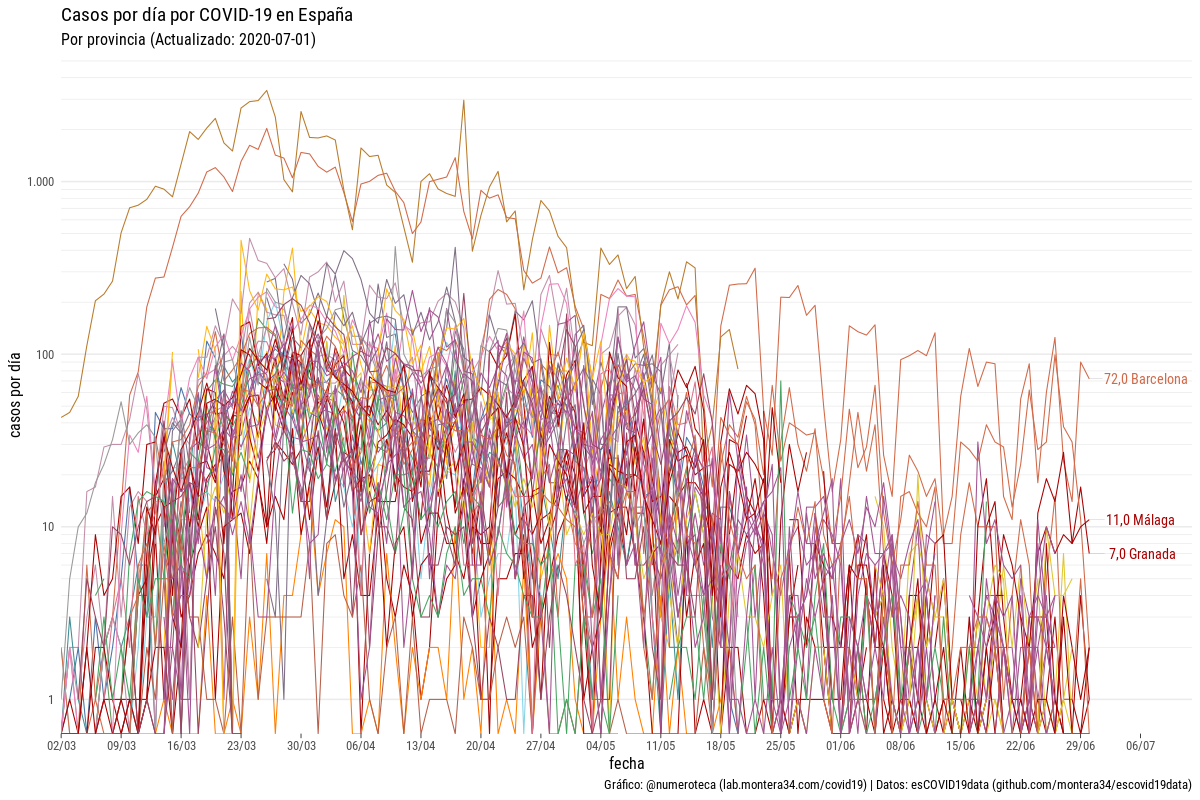 Casos por día por COVID-19 en España
Por provincia (Actualizado: 2020-07-01)
casos por día
1.000
100
10
1
72,0 Barcelona
11,0 Málaga
7,0 Granada
02/03 09/03 16/03 23/03 30/03 06/04 13/04 20/04 27/04 04/05 11/05 18/05 25/05 01/06 08/06 15/06 22/06 29/06 06/07
fecha
Gráfico: @numeroteca (lab.montera34.com/covid19) | Datos: esCOVID19data (github.com/montera34/escovid19data)